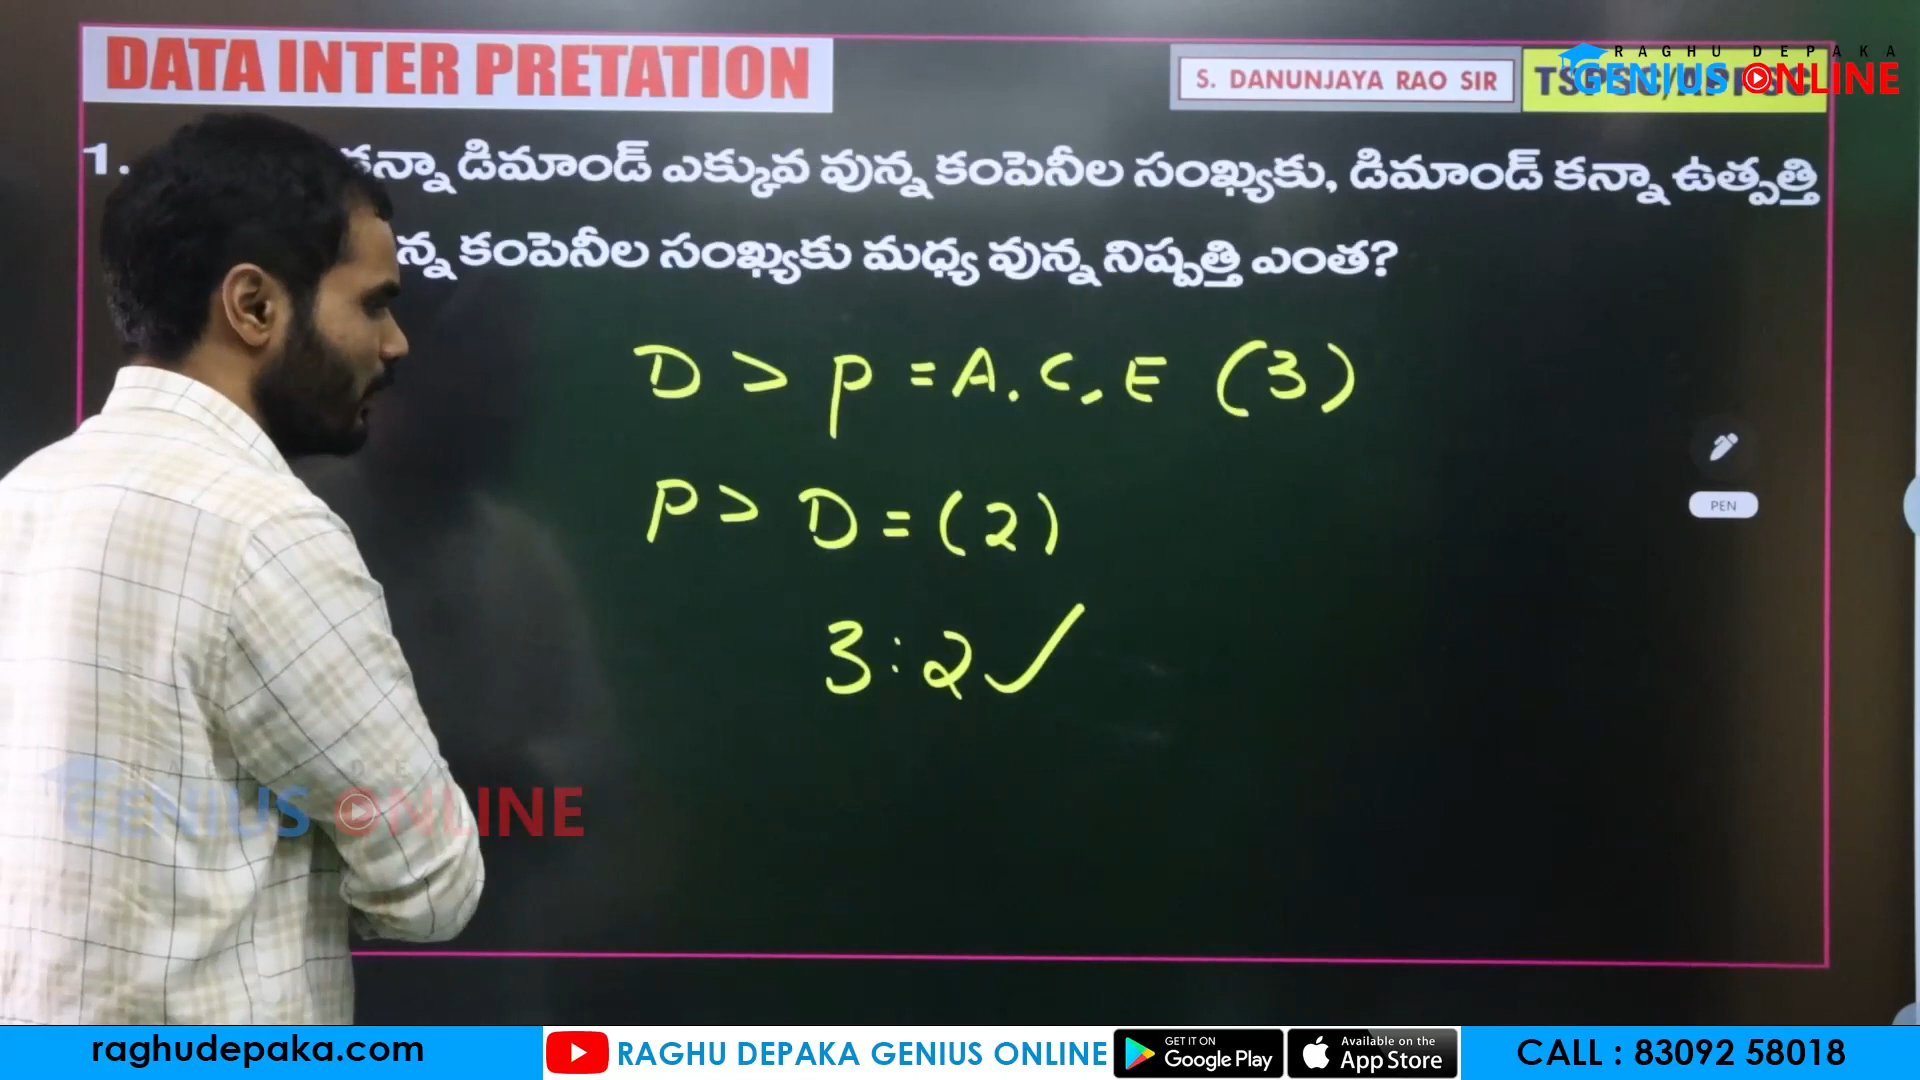 DATA INTER PRETATION
S. DANUNJAYA RAO SIR
TSPSC/APPSC
RAGHU DEPAKA
GENIUS ONLINE
1. కన్నా డిమాండ్ ఎక్కువ వున్న కంపెనీల సంఖ్యకు, డిమాండ్ కన్నా ఉత్పత్తి
కంపెనీల సంఖ్యకు మధ్య వున్న నిష్పత్తి ఎంత?
D > P = A. C, E (3)
PEN
P > D = (2)
3:2 ✓
GENIUS ONLINE
raghudepaka.com
RAGHU DEPAKA GENIUS ONLINE
GET IT ON Google Play
Available on the App Store
CALL : 83092 58018